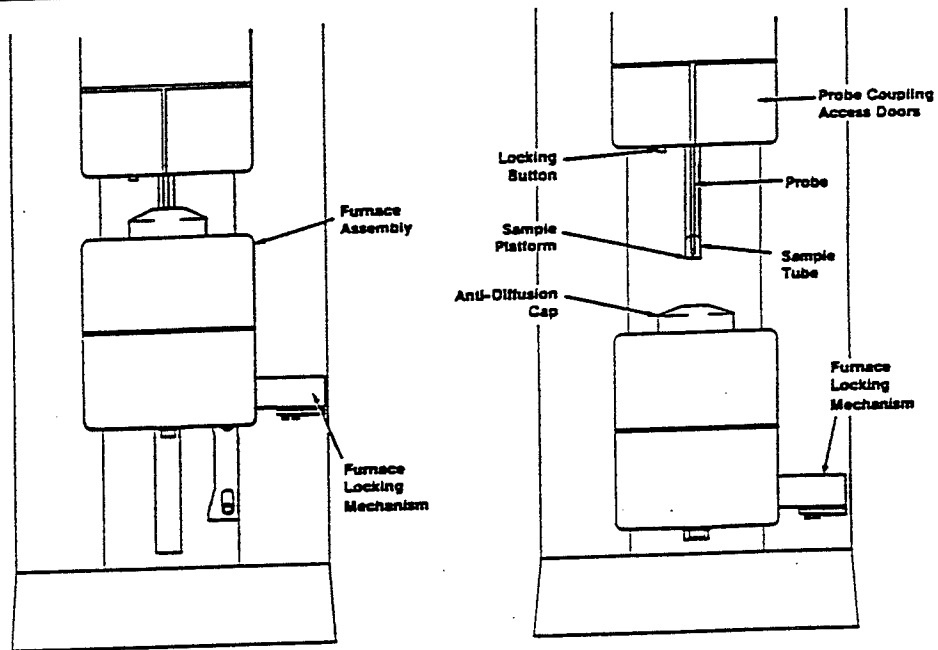 Furnace
Assembly
Furnace
Locking
Mechanism
Probe Coupling
Access Doors
Locking
Button
Probe
Sample
Platform
Sample
Tube
Anti-Diffusion
Cap
Furnace
Locking
Mechanism